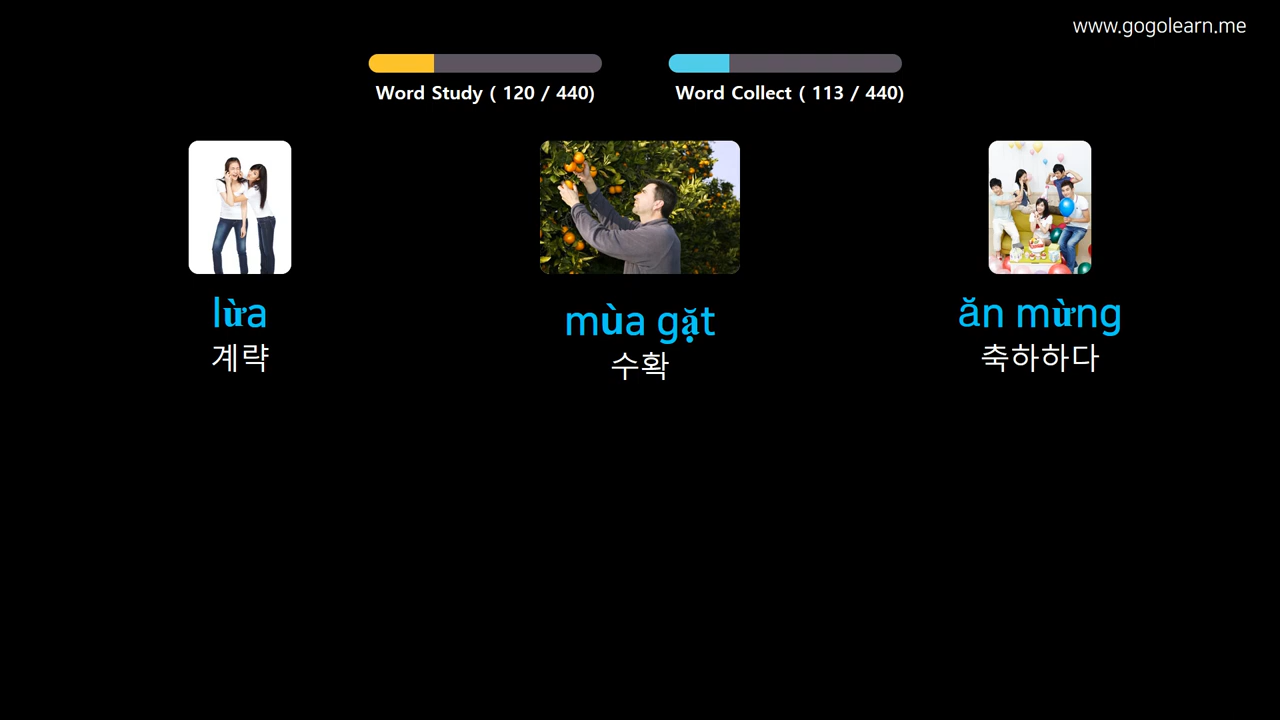 www.gogolearn.me
Word Study ( 120 / 440)
Word Collect ( 113 / 440)
lừa
계략
mùa gặt
수확
ăn mừng
축하하다